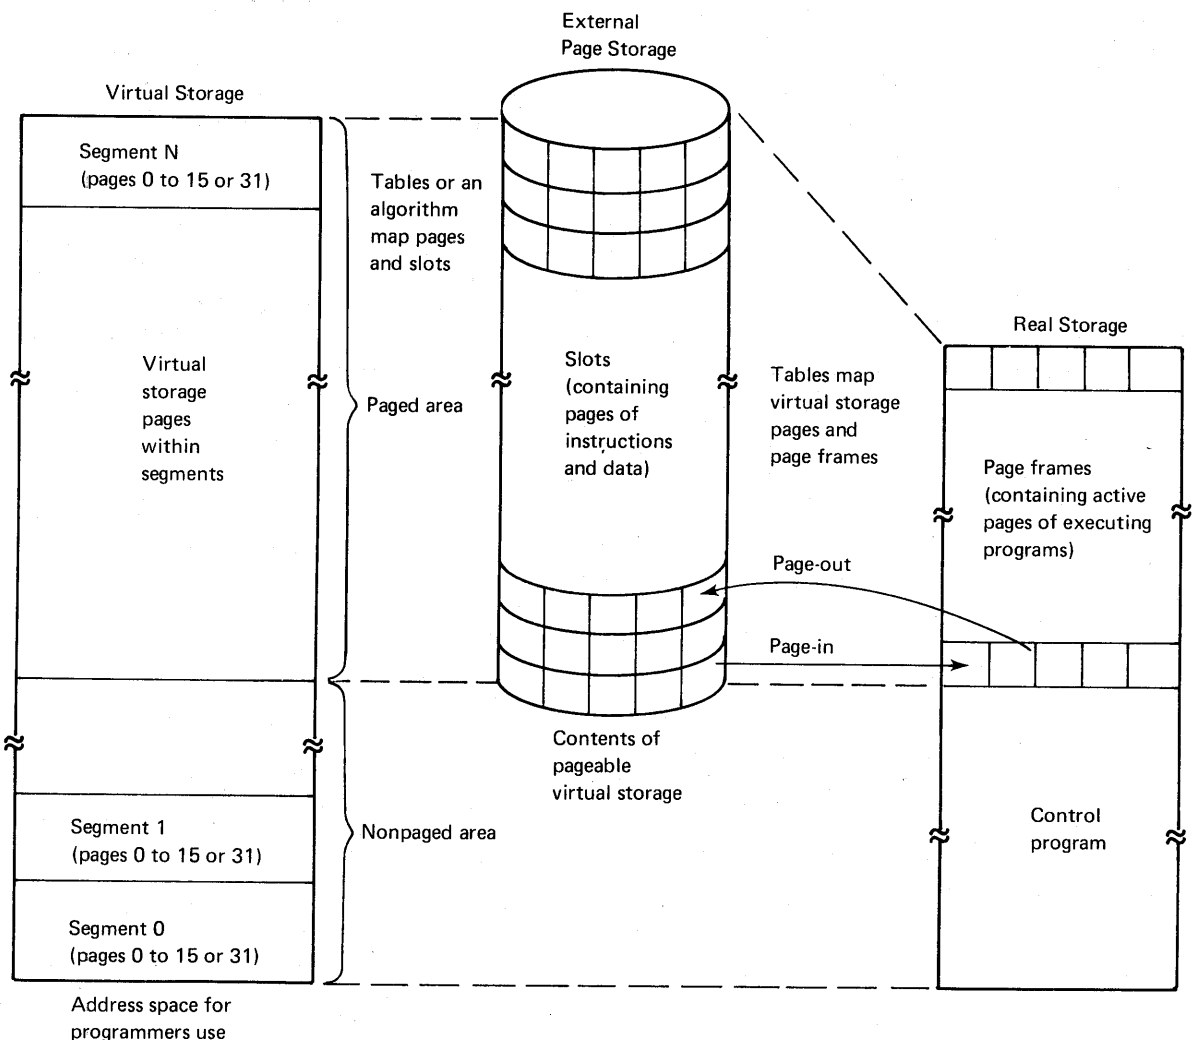 External
Page Storage
Virtual Storage
Segment N
(pages 0 to 15 or 31)
Tables or an
algorithm
map pages
and slots
Real Storage
Virtual
storage
pages
within
segments
Paged area
Slots
(containing
pages of
instructions
and data)
Tables map
virtual storage
pages and
page frames
Page frames
(containing active
pages of executing
programs)
Page-out
Page-in
Contents of
pageable
virtual storage
Segment 1
(pages 0 to 15 or 31)
Nonpaged area
Control
program
Segment 0
(pages 0 to 15 or 31)
Address space for
programmers use